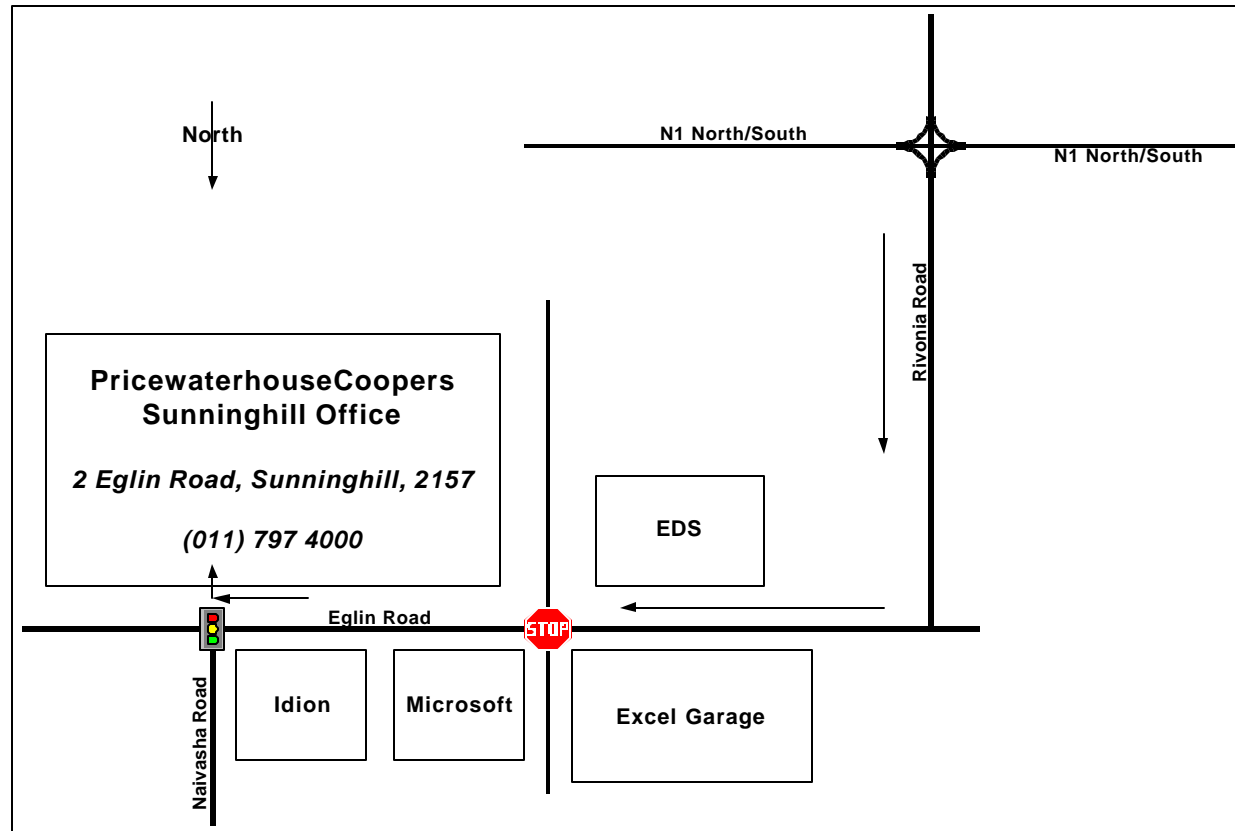 North
N1 North/South
N1 North/South
Rivonia Road
PricewaterhouseCoopers
Sunninghill Office
2 Eglin Road, Sunninghill, 2157
(011) 797 4000
EDS
Eglin Road
STOP
Naivasha Road
Idion
Microsoft
Excel Garage